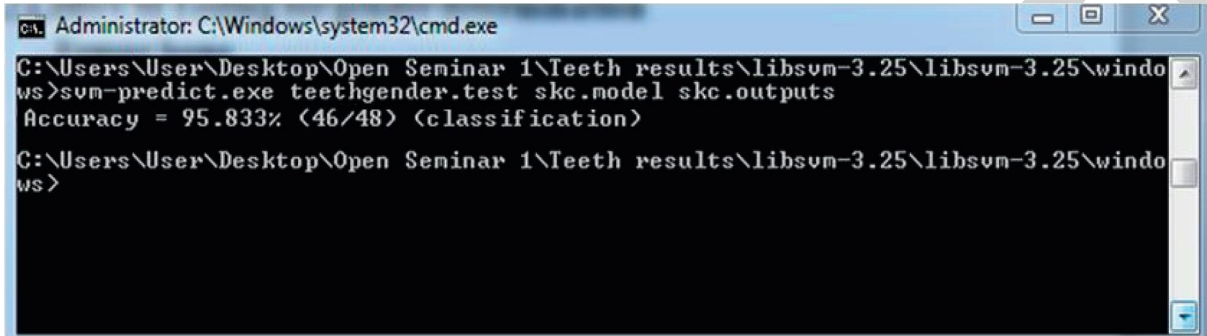 Administrator: C:\Windows\system32\cmd.exe
C:\Users\User\Desktop\Open Seminar 1\Teeth results\libsvm-3.25\libsvm-3.25\windo
ws>svm-predict.exe teethgender.test skc.model skc.outputs
Accuracy = 95.833% (46/48) (classification)
C:\Users\User\Desktop\Open Seminar 1\Teeth results\libsvm-3.25\libsvm-3.25\windo
ws>